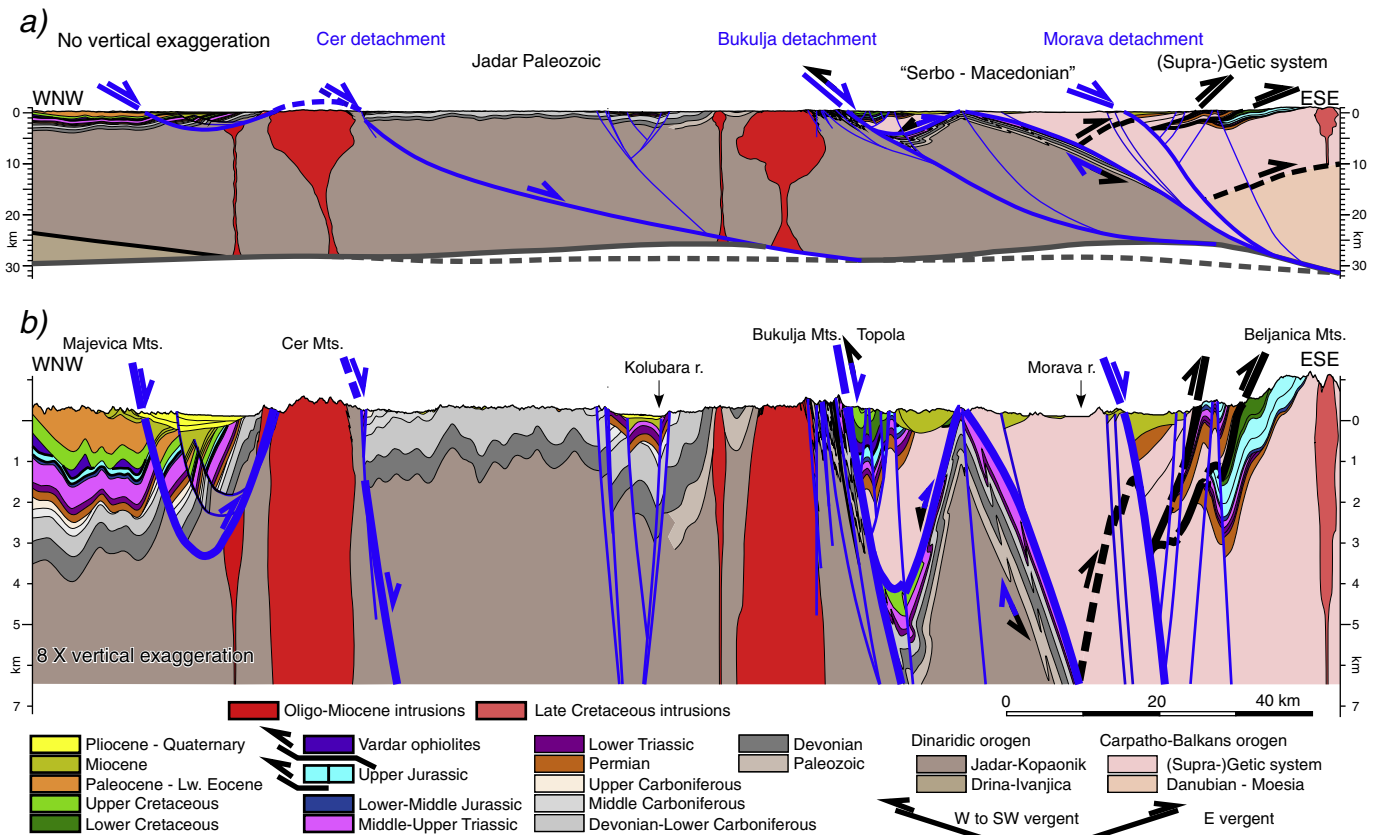 a)
No vertical exaggeration
Cer detachment
Jadar Paleozoic
Bukulja detachment
"Serbo - Macedonian"
Morava detachment
(Supra-)Getic system
WNW
ESE
0
10
20
km
30
0
10
20
km
30
b)
Majevica Mts.
Cer Mts.
Kolubara r.
Bukulja Mts.
Topola
Morava r.
Beljanica Mts.
WNW
ESE
0
1
2
3
4
5
km
7
0
1
2
3
4
5
km
7
8 X vertical exaggeration
0 20 40 km
Oligo-Miocene intrusions
Late Cretaceous intrusions
Pliocene - Quaternary
Miocene
Paleocene - Lw. Eocene
Upper Cretaceous
Lower Cretaceous
Vardar ophiolites
Upper Jurassic
Lower-Middle Jurassic
Middle-Upper Triassic
Lower Triassic
Permian
Upper Carboniferous
Middle Carboniferous
Devonian-Lower Carboniferous
Devonian
Paleozoic
Dinaridic orogen
Jadar-Kopaonik
Drina-Ivanjica
Carpatho-Balkans orogen
(Supra-)Getic system
Danubian - Moesia
W to SW vergent
E vergent